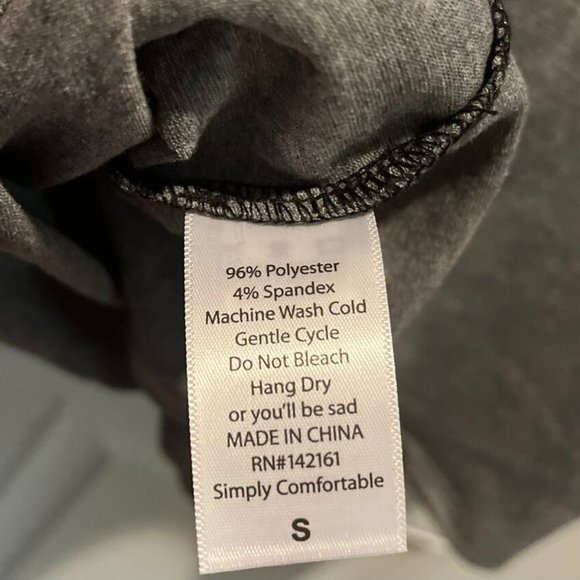 96% Polyester
4% Spandex
Machine Wash Cold
Gentle Cycle
Do Not Bleach
Hang Dry
or you'll be sad
MADE IN CHINA
RN#142161
Simply Comfortable
S